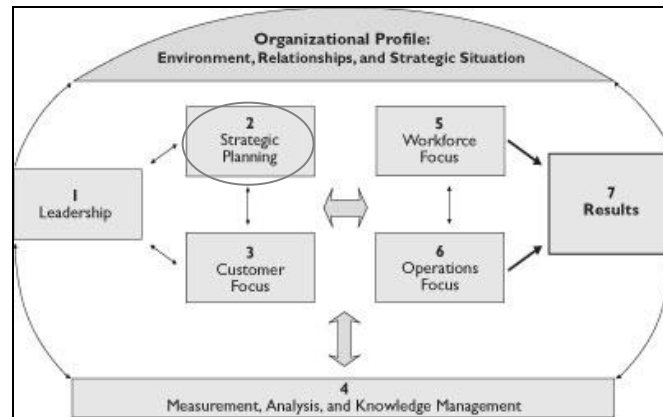 Organizational Profile:
Environment, Relationships, and Strategic Situation
2
Strategic
Planning
5
Workforce
Focus
1
Leadership
7
Results
3
Customer
Focus
6
Operations
Focus
4
Measurement, Analysis, and Knowledge Management